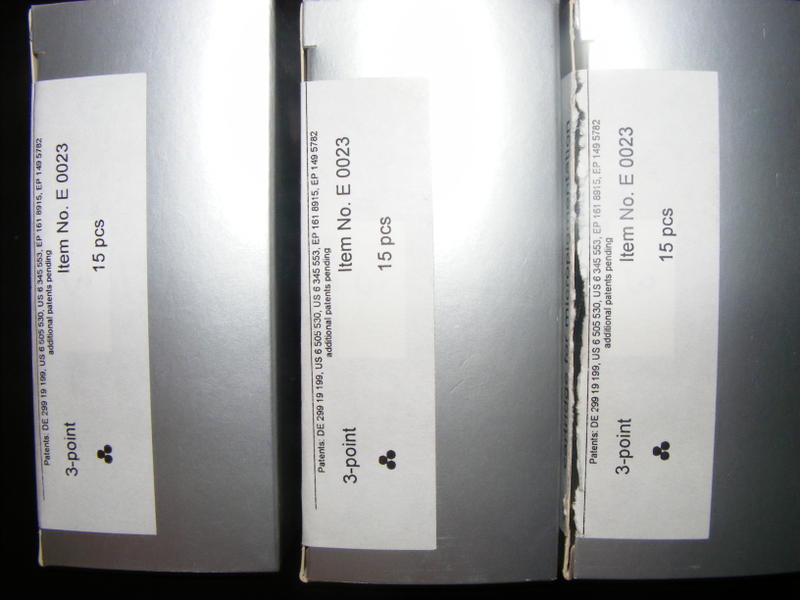 Patents: DE 299 19 199, US 6 505 530, US 6 345 553, EP 161 8915, EP 149 5782
additional patents pending
Item No. E 0023
3-point
15 pcs
Patents: DE 299 19 199, US 6 505 530, US 6 345 553, EP 161 8915, EP 149 5782
additional patents pending
Item No. E 0023
3-point
15 pcs
cartridge for micropigmentation
Patents: DE 299 19 199, US 6 505 530, US 6 345 553, EP 161 8915, EP 149 5782
additional patents pending
Item No. E 0023
3-point
15 pcs